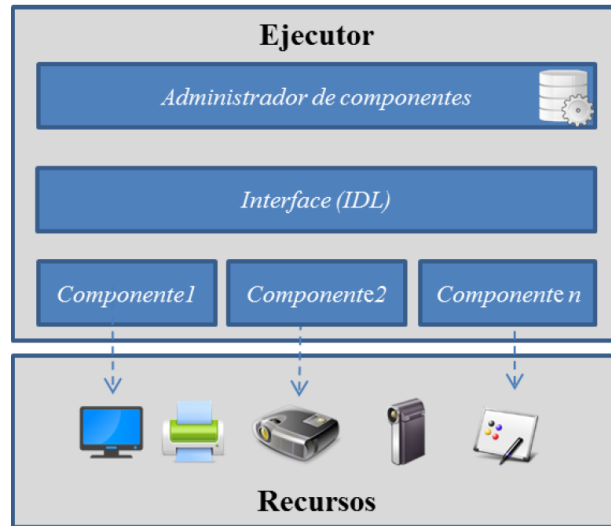 Ejecutor
Administrador de componentes
Interface (IDL)
Componente1
Componente2
Componente n
Recursos